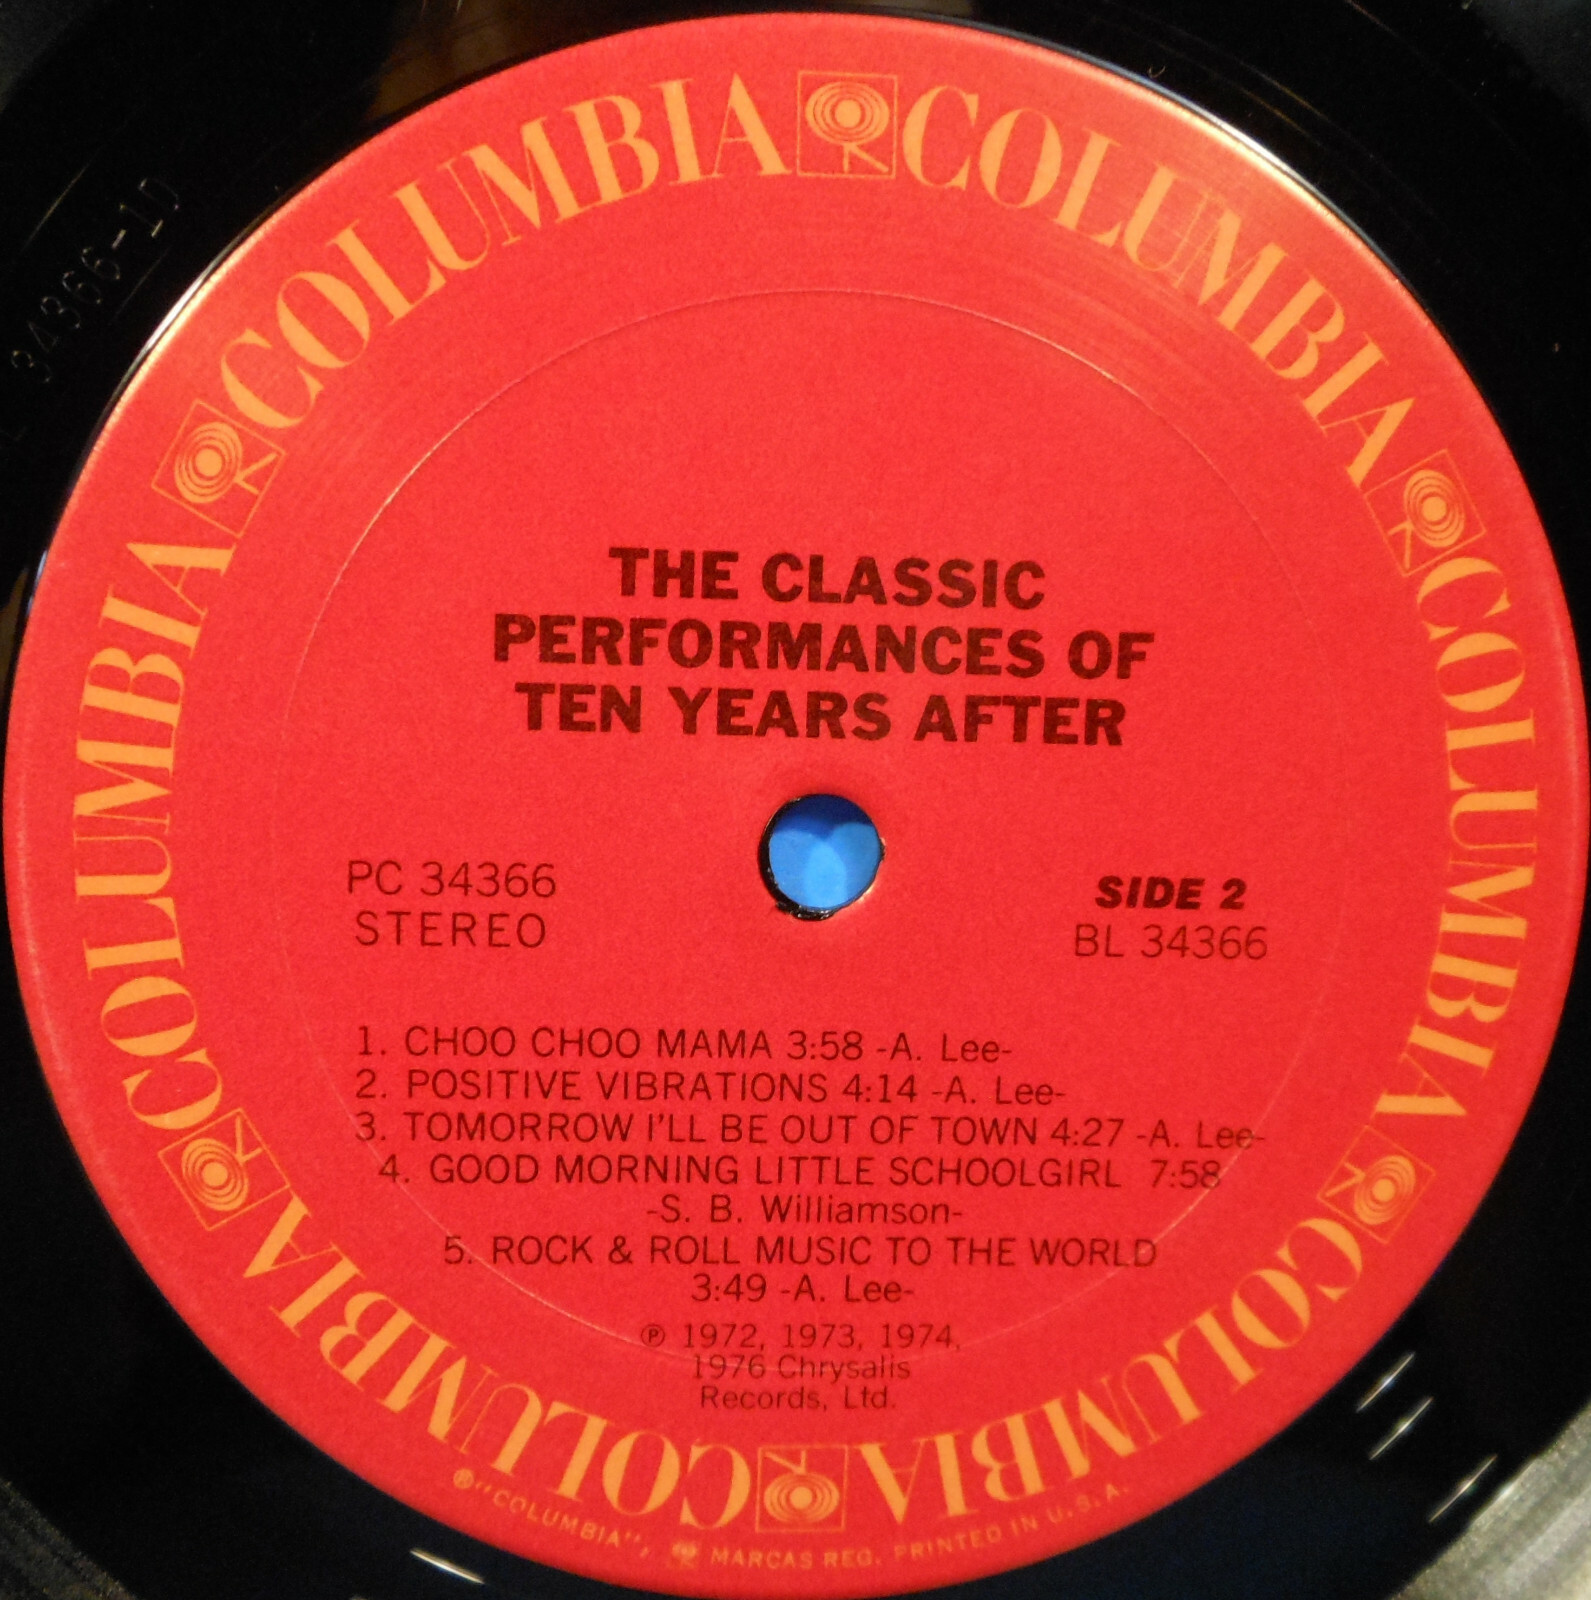 COLUMBIA COLUMBIA COLUMBIA COLUMBIA COLUMBIA COLUMBIA
34366-1D
THE CLASSIC
PERFORMANCES OF
TEN YEARS AFTER
PC 34366
STEREO
SIDE 2
BL 34366
1. CHOO CHOO MAMA 3:58 -A. Lee-
2. POSITIVE VIBRATIONS 4:14 -A. Lee-
3. TOMORROW I'LL BE OUT OF TOWN 4:27 -A. Lee-
4. GOOD MORNING LITTLE SCHOOLGIRL 7:58
-S. B. Williamson-
5. ROCK & ROLL MUSIC TO THE WORLD
3:49 -A. Lee-
℗ 1972, 1973, 1974,
1976 Chrysalis
Records, Ltd.
® "COLUMBIA", MARCAS REG. PRINTED IN U.S.A.